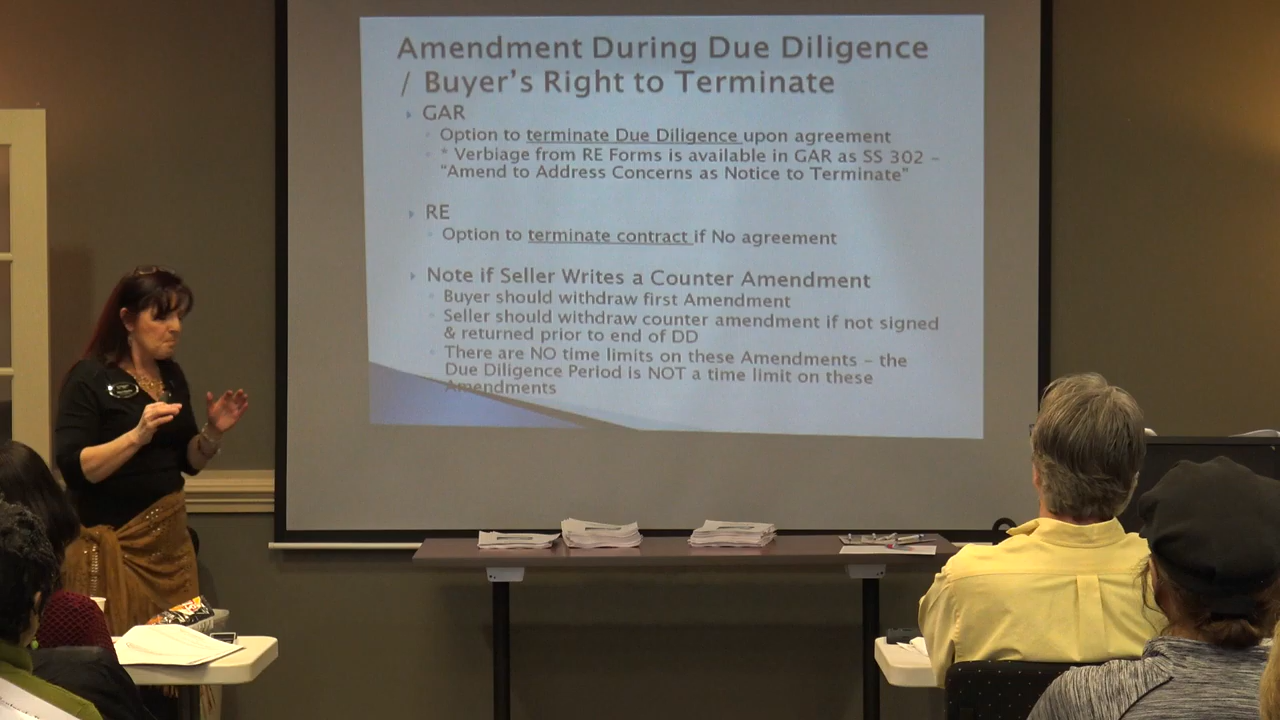 Amendment During Due Diligence
/ Buyer's Right to Terminate
GAR
Option to terminate Due Diligence upon agreement
* Verbiage from RE Forms is available in GAR as SS 302 –
"Amend to Address Concerns as Notice to Terminate"
RE
Option to terminate contract if No agreement
Note if Seller Writes a Counter Amendment
Buyer should withdraw first Amendment
Seller should withdraw counter amendment if not signed
& returned prior to end of DD
There are NO time limits on these Amendments – the
Due Diligence Period is NOT a time limit on these
Amendments